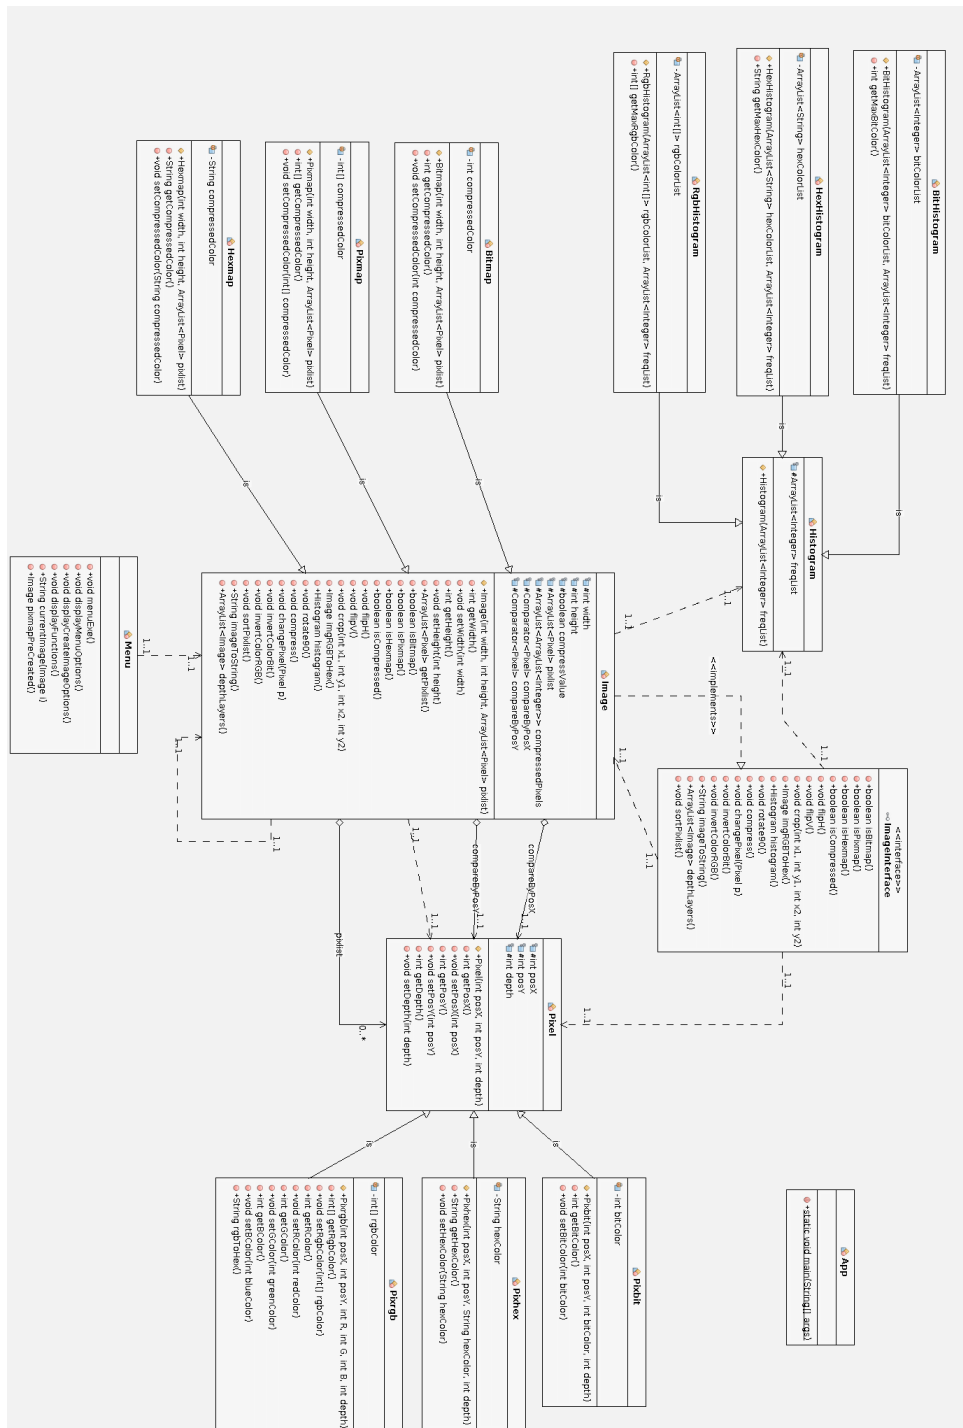 BitHistogram
-ArrayList<Integer> bitColorList
+BitHistogram(ArrayList<Integer> bitColorList, ArrayList<Integer> freqList)
+int getMaxBitColor()
is
HexHistogram
-ArrayList<String> hexColorList
+HexHistogram(ArrayList<String> hexColorList, ArrayList<Integer> freqList)
+String getMaxHexColor()
is
RgbHistogram
-ArrayList<int[]> rgbColorList
+RgbHistogram(ArrayList<int[]> rgbColorList, ArrayList<Integer> freqList)
+int[] getMaxRgbColor()
is
Histogram
#ArrayList<Integer> freqList
+Histogram(ArrayList<Integer> freqList)
1..1
1..1
1..1
1..1
<<implements>>
<<interface>>
ImageInterface
+boolean isBitmap()
+boolean isPixmap()
+boolean isHexmap()
+boolean isCompressed()
+void flipH()
+void flipV()
+void crop(int x1, int y1, int x2, int y2)
+Image imgRGBToHex()
+Histogram histogram()
+void rotate90()
+void compress()
+void changePixel(Pixel p)
+void invertColorBit()
+void invertColorRGB()
+String imageToString()
+ArrayList<Image> depthLayers()
+void sortPixlist()
1..1
1..1
1..1
1..1
App
+static void main(String[] args)
Bitmap
-int compressedColor
+Bitmap(int width, int height, ArrayList<Pixel> pixlist)
+int getCompressedColor()
+void setCompressedColor(int compressedColor)
is
Pixmap
-int[] compressedColor
+Pixmap(int width, int height, ArrayList<Pixel> pixlist)
+int[] getCompressedColor()
+void setCompressedColor(int[] compressedColor)
is
Hexmap
-String compressedColor
+Hexmap(int width, int height, ArrayList<Pixel> pixlist)
+String getCompressedColor()
+void setCompressedColor(String compressedColor)
is
Image
#int width
#int height
#boolean compressValue
#ArrayList<Pixel> pixlist
#ArrayList<ArrayList<Integer>> compressedPixels
#Comparator<Pixel> compareByPosX
#Comparator<Pixel> compareByPosY
+Image(int width, int height, ArrayList<Pixel> pixlist)
+int getWidth()
+void setWidth(int width)
+int getHeight()
+void setHeight(int height)
+ArrayList<Pixel> getPixlist()
+boolean isBitmap()
+boolean isPixmap()
+boolean isHexmap()
+boolean isCompressed()
+void flipH()
+void flipV()
+void crop(int x1, int y1, int x2, int y2)
+Image imgRGBToHex()
+Histogram histogram()
+void rotate90()
+void compress()
+void changePixel(Pixel p)
+void invertColorBit()
+void invertColorRGB()
+void sortPixlist()
+String imageToString()
+ArrayList<Image> depthLayers()
compareByPosX
1..1
compareByPosY
1..1
1..1
1..1
pixlist
0..*
1..1
1..1
Pixel
#int posX
#int posY
#int depth
+Pixel(int posX, int posY, int depth)
+int getPosX()
+void setPosX(int posX)
+int getPosY()
+void setPosY(int posY)
+int getDepth()
+void setDepth(int depth)
is
is
is
Pixbit
-int bitColor
+Pixbit(int posX, int posY, int bitColor, int depth)
+int getBitColor()
+void setBitColor(int bitColor)
Pixhex
-String hexColor
+Pixhex(int posX, int posY, String hexColor, int depth)
+String getHexColor()
+void setHexColor(String hexColor)
Pixrgb
-int[] rgbColor
+Pixrgb(int posX, int posY, int R, int G, int B, int depth)
+int[] getRgbColor()
+void setRgbColor(int[] rgbColor)
+int getRColor()
+void setRColor(int redColor)
+int getGColor()
+void setGColor(int greenColor)
+int getBColor()
+void setBColor(int blueColor)
+String rgbToHex()
1..1
1..1
Menu
+void menuExe()
+void displayMenuOptions()
+void displayCreateImageOptions()
+void displayFunctions()
+String currentImage(Image i)
+Image pixmapPreCreated()